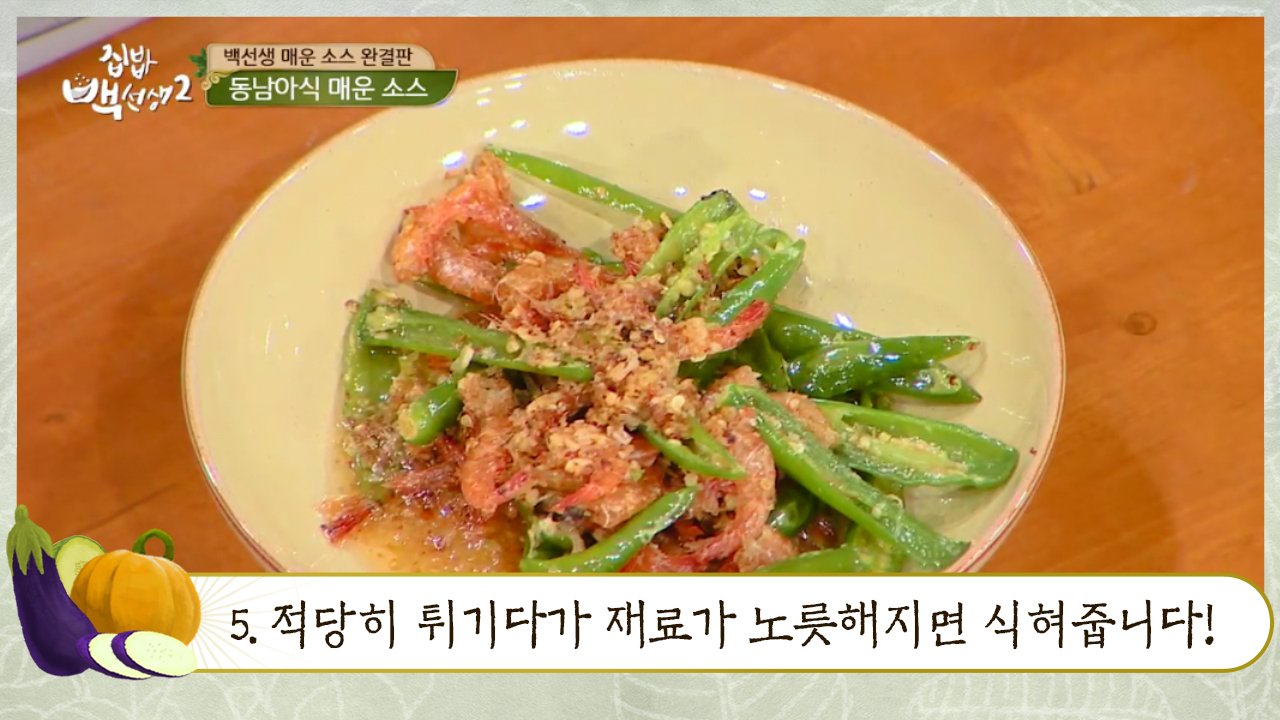 집밥
백선생2
백선생 매운 소스 완결판
동남아식 매운 소스
5. 적당히 튀기다가 재료가 노릇해지면 식혀줍니다!